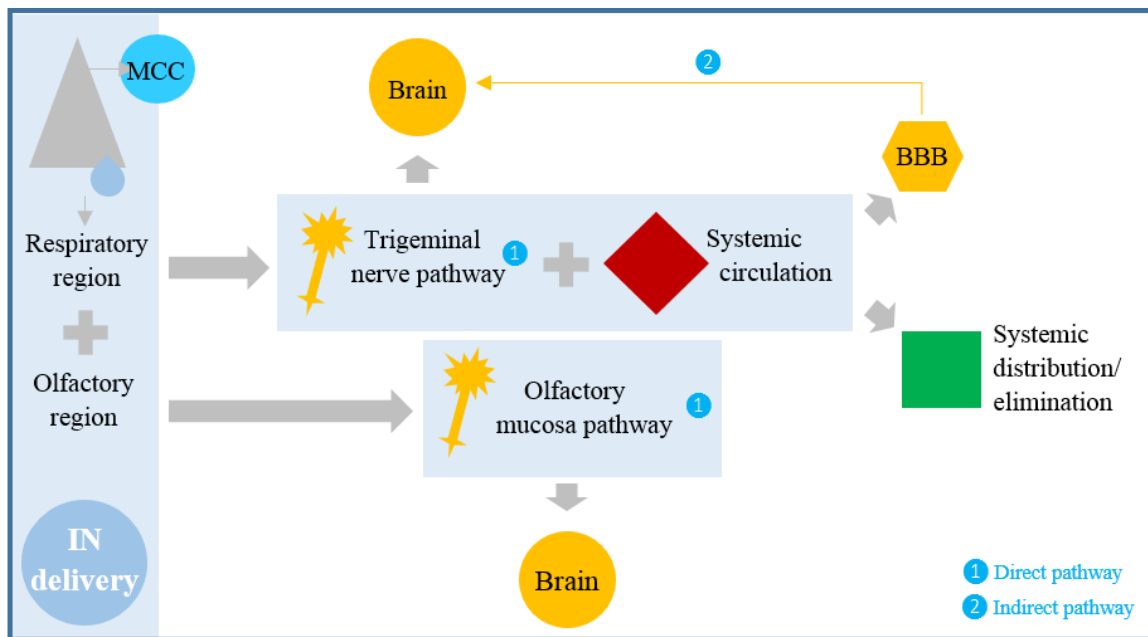 MCC
Respiratory
region
Olfactory
region
IN
delivery
Brain
2
BBB
Trigeminal
nerve pathway
1
Systemic
circulation
Systemic
distribution/
elimination
Olfactory
mucosa pathway
1
Brain
1 Direct pathway
2 Indirect pathway